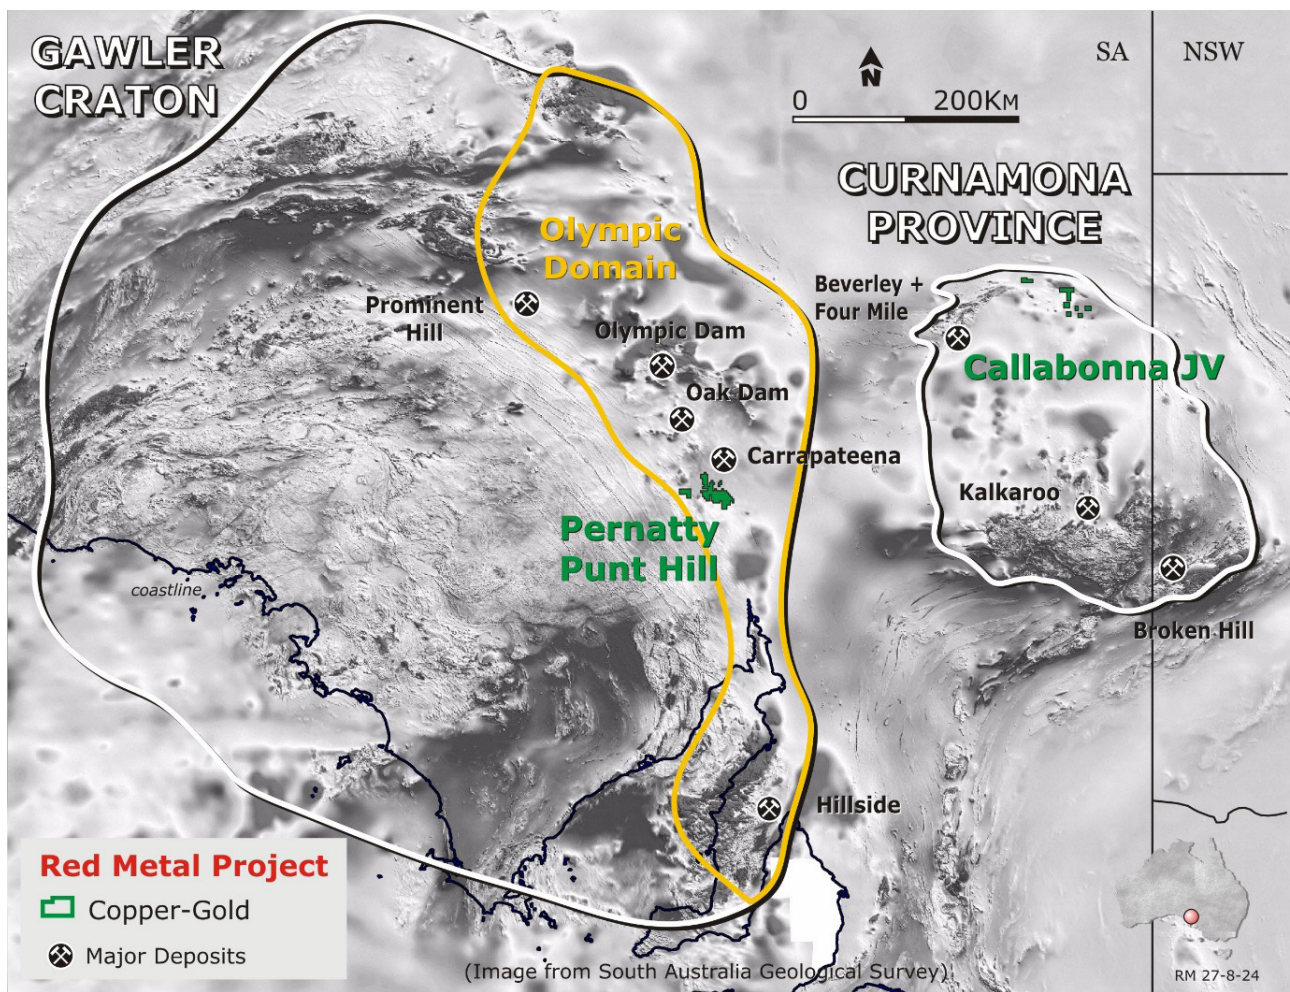 GAWLER
CRATON
SA
NSW
N
0 200KM
CURNAMONA
PROVINCE
Olympic
Domain
Beverley +
Four Mile
Prominent
Hill
Olympic Dam
Callabonna JV
Oak Dam
Carrapateena
Kalkaroo
Pernatty
Punt Hill
coastline
Broken Hill
Hillside
Red Metal Project
Copper-Gold
Major Deposits
(Image from South Australia Geological Survey)
RM 27-8-24